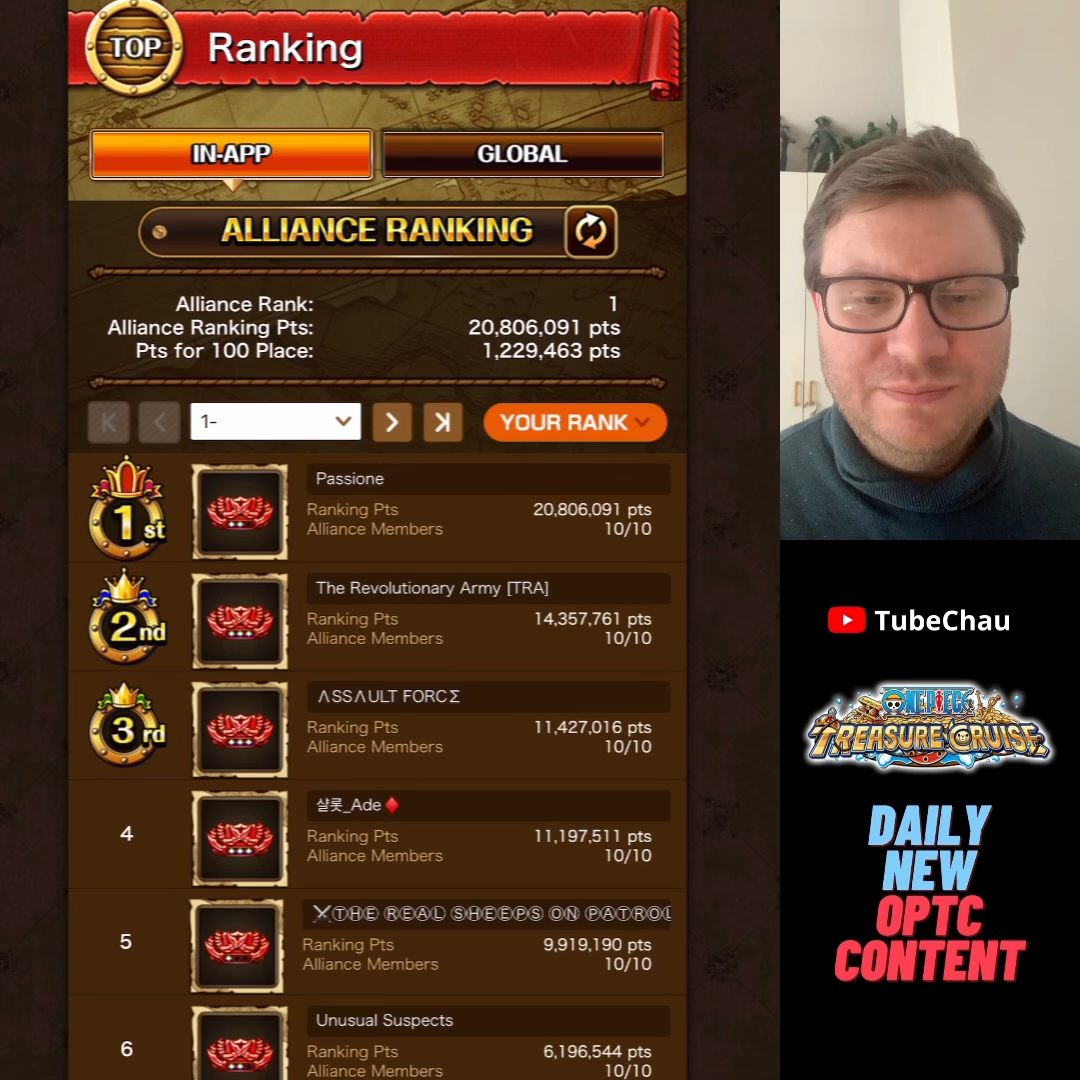 TOP
Ranking
IN-APP
GLOBAL
ALLIANCE RANKING
Alliance Rank: 1
Alliance Ranking Pts: 20,806,091 pts
Pts for 100 Place: 1,229,463 pts
1-
YOUR RANK
1st
Passione
Ranking Pts 20,806,091 pts
Alliance Members 10/10
2nd
The Revolutionary Army [TRA]
Ranking Pts 14,357,761 pts
Alliance Members 10/10
3rd
ΛSSΛULT FORCΣ
Ranking Pts 11,427,016 pts
Alliance Members 10/10
4
샬롯_Ade♦️
Ranking Pts 11,197,511 pts
Alliance Members 10/10
5
⚔ⓉⒽⒺ ⓇⒺⒶⓁ ⓈⒽⒺⒺⓅⓈ ⓄⓃ ⓅⒶⓉⓇⓄⓁ
Ranking Pts 9,919,190 pts
Alliance Members 10/10
6
Unusual Suspects
Ranking Pts 6,196,544 pts
Alliance Members 10/10
TubeChau
ONE PIECE
TREASURE CRUISE
DAILY
NEW
OPTC
CONTENT